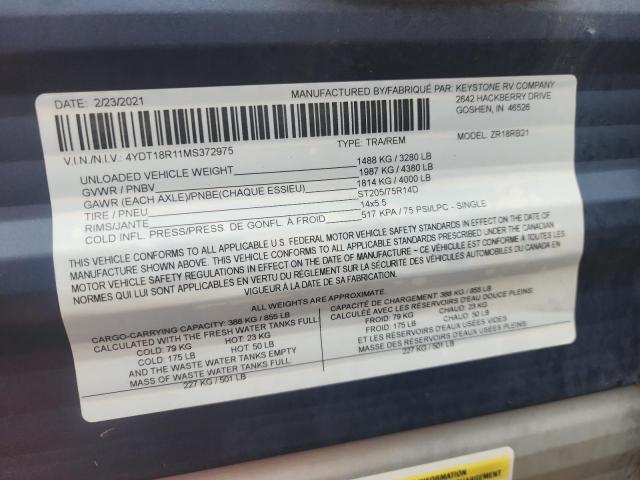 DATE: 2/23/2021
MANUFACTURED BY/FABRIQUÉ PAR: KEYSTONE RV COMPANY
2642 HACKBERRY DRIVE
GOSHEN, IN 46526
V.I.N./N.I.V.: 4YDT18R11MS372975
TYPE: TRA/REM
MODEL: ZR18RB21
UNLOADED VEHICLE WEIGHT: 1488 KG / 3280 LB
GVWR / PNBV 1987 KG / 4380 LB
GAWR (EACH AXLE)/PNBE(CHAQUE ESSIEU) 1814 KG / 4000 LB
TIRE / PNEU ST205/75R14D
RIMS/JANTE 14x5.5
COLD INFL. PRESS/PRESS. DE GONFL. À FROID: 517 KPA / 75 PSI/LPC - SINGLE
THIS VEHICLE CONFORMS TO ALL APPLICABLE U.S. FEDERAL MOTOR VEHICLE SAFETY STANDARDS IN EFFECT ON THE DATE OF
MANUFACTURE SHOWN ABOVE. THIS VEHICLE CONFORMS TO ALL APPLICABLE STANDARDS PRESCRIBED UNDER THE CANADIAN
MOTOR VEHICLE SAFETY REGULATIONS IN EFFECT ON THE DATE OF MANUFACTURE ~ CE VÉHICULE EST CONFORME À TOUTES LES
NORMES QUI LUI SONT APPLICABLES EN VERTU DU RÈGLEMENT SUR LA SÉCURITÉ DES VÉHICULES AUTOMOBILES DU CANADA EN
VIGUEUR À LA DATE DE SA FABRICATION.
ALL WEIGHTS ARE APPROXIMATE.
CARGO-CARRYING CAPACITY: 388 KG / 855 LB
CALCULATED WITH THE FRESH WATER TANKS FULL:
COLD: 79 KG HOT: 23 KG
COLD: 175 LB HOT: 50 LB
AND THE WASTE WATER TANKS EMPTY
MASS OF WASTE WATER TANKS FULL:
227 KG / 501 LB
CAPACITÉ DE CHARGEMENT: 388 KG / 855 LB
CALCULÉE AVEC LES RÉSERVOIRS D'EAU DOUCE PLEINS:
FROID: 79 KG CHAUD: 23 KG
FROID: 175 LB CHAUD: 50 LB
ET LES RÉSERVOIRS D'EAUX USÉES VIDES
MASSE DES RÉSERVOIRS D'EAUX USÉES PLEIN:
227 KG / 501 LB
INFORMATION
CHARGEMENT